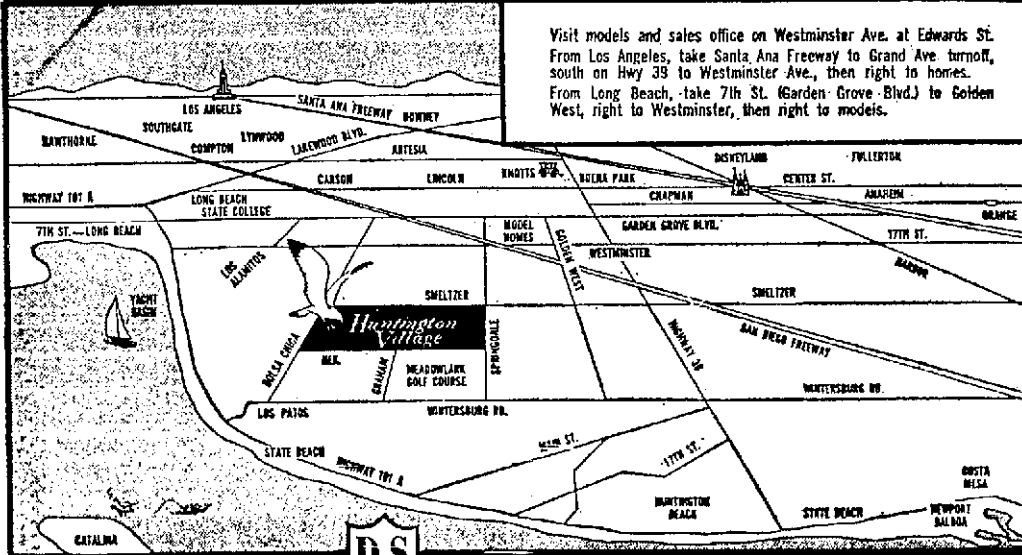 Visit models and sales office on Westminster Ave. at Edwards St.
From Los Angeles, take Santa Ana Freeway to Grand Ave. turnoff,
south on Hwy 39 to Westminster Ave., then right to homes.
From Long Beach, take 7th St. (Garden Grove Blvd.) to Golden
West, right to Westminster, then right to models.
LOS ANGELES
SANTA ANA FREEWAY
DOWNEY
HAWTHORNE
SOUTHGATE
COMPTON
LYNWOOD
LAKEWOOD BLVD.
ARTESIA
DISNEYLAND
FULLERTON
CARSON
LINCOLN
KNOTTS
BUENA PARK
CENTER ST.
HIGHWAY 101 A
LONG BEACH
STATE COLLEGE
CHAPMAN
ANAHEIM
ORANGE
7TH ST.—LONG BEACH
MODEL
HOMES
GOLDEN WEST
GARDEN GROVE BLVD.
17TH ST.
LOS
ALAMITOS
WESTMINSTER
HARBOR
YACHT
BASIN
SMELTZER
SMELTZER
Huntington
Village
BOLSA CHICA
HEIL
GRAHAM
SPRINGDALE
HIGHWAY 39
SAN DIEGO FREEWAY
MEADOWLARK
GOLF COURSE
LOS PATOS
WINTERSBURG RD.
WINTERSBURG RD.
STATE BEACH
HIGHWAY 101 A
MAIN ST.
17TH ST.
HUNTINGTON
BEACH
STATE BEACH
COSTA
MESA
NEWPORT
BALBOA
CATALINA
DS